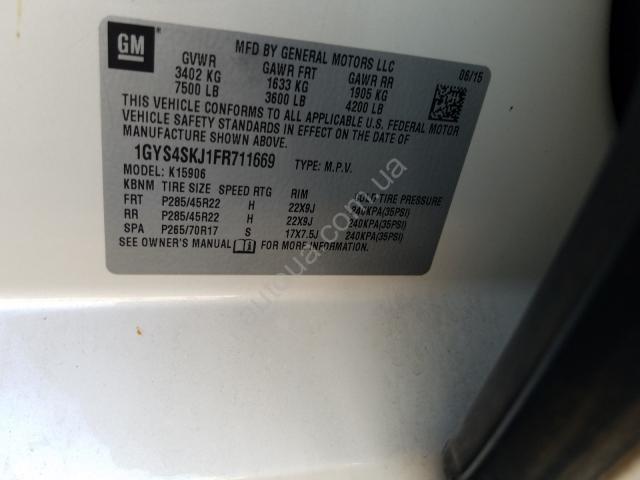 GM
MFD BY GENERAL MOTORS LLC
06/15
GVWR GAWR FRT GAWR RR
3402 KG 1633 KG 1905 KG
7500 LB 3600 LB 4200 LB
THIS VEHICLE CONFORMS TO ALL APPLICABLE U.S. FEDERAL MOTOR
VEHICLE SAFETY STANDARDS IN EFFECT ON THE DATE OF
MANUFACTURE SHOWN ABOVE.
1GYS4SKJ1FR711669 TYPE: M.P.V.
MODEL: K15906
KBNM TIRE SIZE SPEED RTG RIM COLD TIRE PRESSURE
FRT P285/45R22 H 22X9J 240KPA(35PSI)
RR P285/45R22 H 22X9J 240KPA(35PSI)
SPA P265/70R17 S 17X7.5J 240KPA(35PSI)
SEE OWNER'S MANUAL FOR MORE INFORMATION.
autoua.com.ua